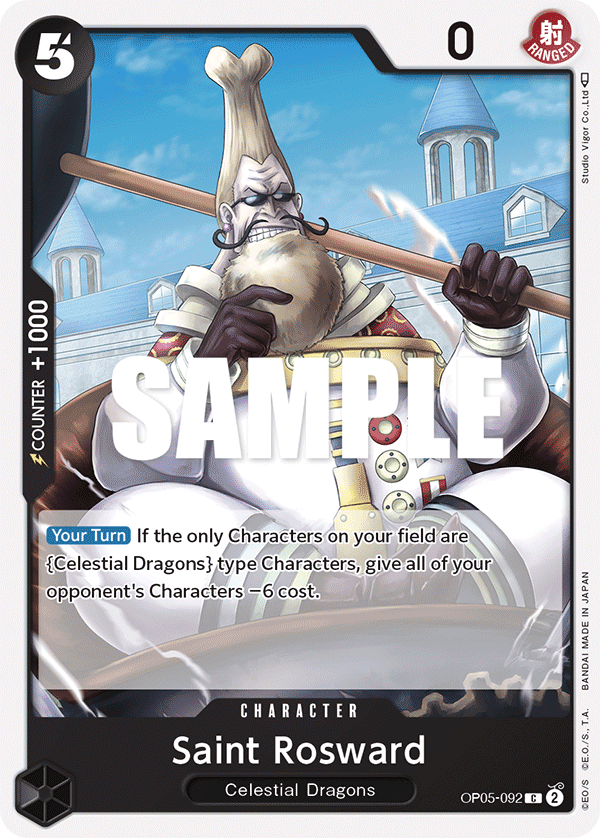 5
0
射
RANGED
Studio Vigor Co.,Ltd
COUNTER +1000
SAMPLE
Your Turn If the only Characters on your field are
{Celestial Dragons} type Characters, give all of your
opponent's Characters −6 cost.
CHARACTER
Saint Rosward
Celestial Dragons
OP05-092 C 2
©EO/S ©E.O./S., T.A. BANDAI MADE IN JAPAN